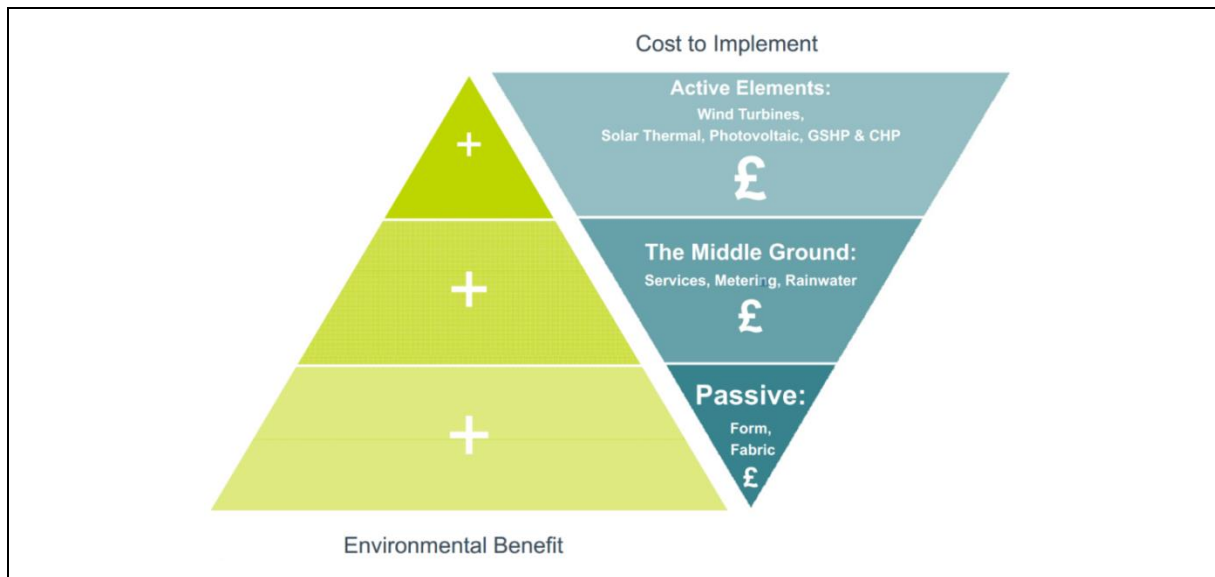 Cost to Implement
Active Elements:
Wind Turbines,
Solar Thermal, Photovoltaic, GSHP & CHP
£
+
The Middle Ground:
Services, Metering, Rainwater
£
+
Passive:
Form,
Fabric
£
+
Environmental Benefit